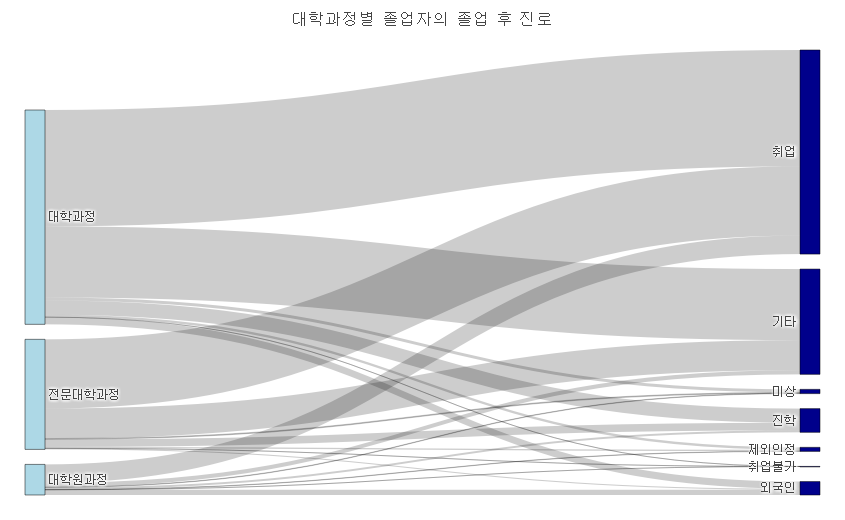 대학과정별 졸업자의 졸업 후 진로
대학과정
전문대학과정
대학원과정
취업
기타
미상
진학
제외인정
취업불가
외국인